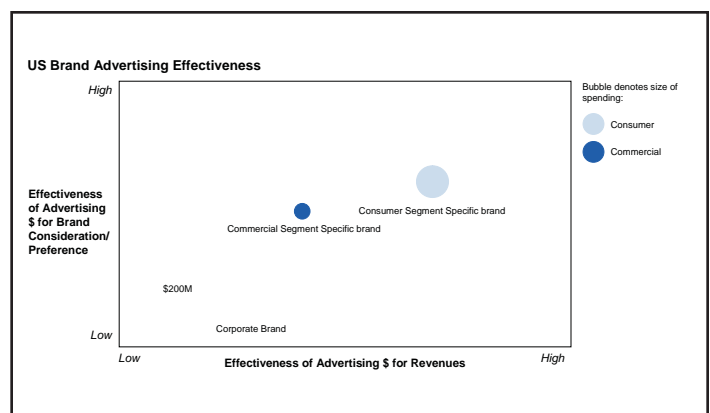 US Brand Advertising Effectiveness
High
Bubble denotes size of
spending:
Consumer
Commercial
Effectiveness
of Advertising
$ for Brand
Consideration/
Preference
Consumer Segment Specific brand
Commercial Segment Specific brand
$200M
Corporate Brand
Low
Low
Effectiveness of Advertising $ for Revenues
High